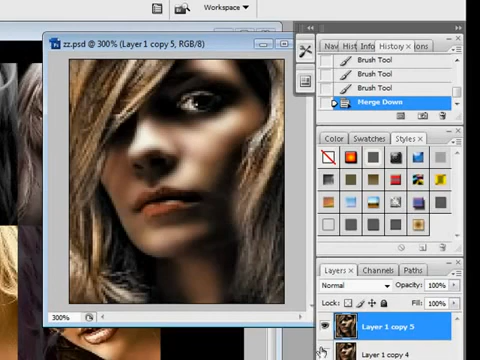 Workspace
zz.psd @ 300% (Layer 1 copy 5, RGB/8)
Nav
Hist
Info
History ×
ions
Brush Tool
Brush Tool
Brush Tool
Merge Down
Color
Swatches
Styles ×
Layers ×
Channels
Paths
Normal
Opacity: 100%
Lock:
Fill: 100%
Layer 1 copy 5
Layer 1 copy 4
300%